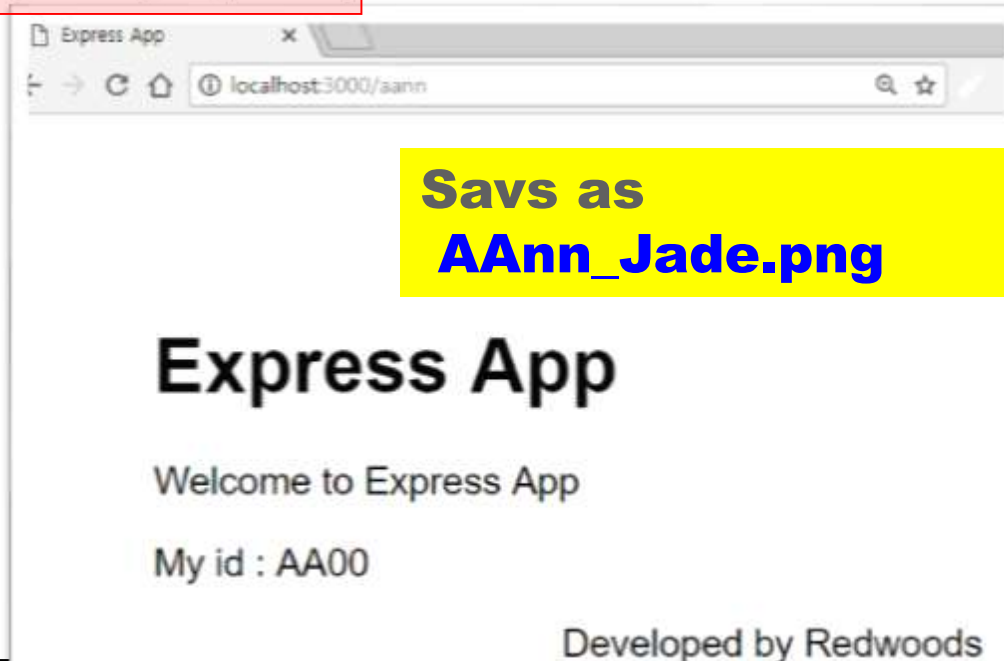 Express App
localhost:3000/aann
Savs as
AAnn_Jade.png
Express App
Welcome to Express App
My id : AA00
Developed by Redwoods